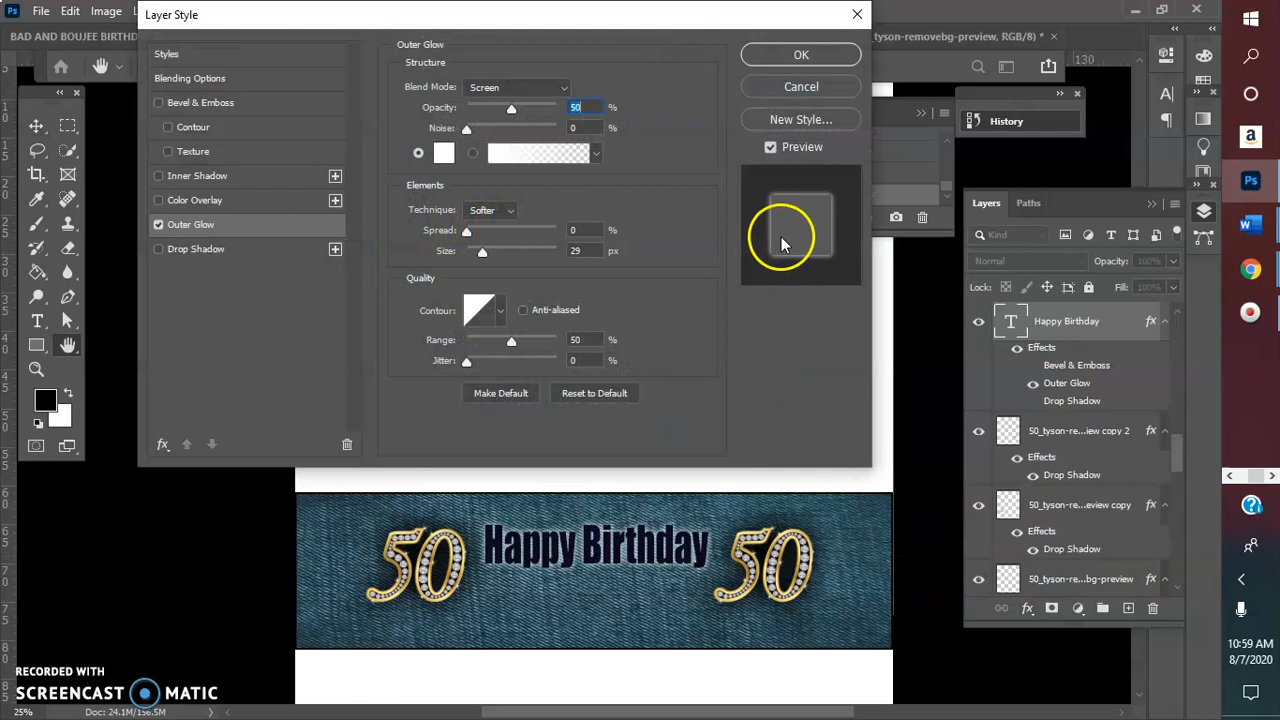 File
Edit
Image
Layer Style
BAD AND BOUJEE BIRTHD
_tyson-removebg-preview, RGB/8) *
130
Styles
Blending Options
Bevel & Emboss
Contour
Texture
Inner Shadow
Color Overlay
Outer Glow
Drop Shadow
Outer Glow
Structure
Blend Mode: Screen
Opacity: 50 %
Noise: 0 %
Elements
Technique: Softer
Spread: 0 %
Size: 29 px
Quality
Contour: Anti-aliased
Range: 50 %
Jitter: 0 %
Make Default Reset to Default
OK
Cancel
New Style...
Preview
History
Layers Paths
Kind
Normal Opacity: 100%
Lock: Fill: 100%
Happy Birthday fx
Effects
Bevel & Emboss
Outer Glow
Drop Shadow
50_tyson-re...iew copy 2 fx
Effects
Drop Shadow
50_tyson-re...eview copy fx
Effects
Drop Shadow
50_tyson-re...bg-preview
50 Happy Birthday 50
RECORDED WITH
SCREENCAST MATIC
25% Doc: 24.1M/156.5M
10:59 AM
8/7/2020